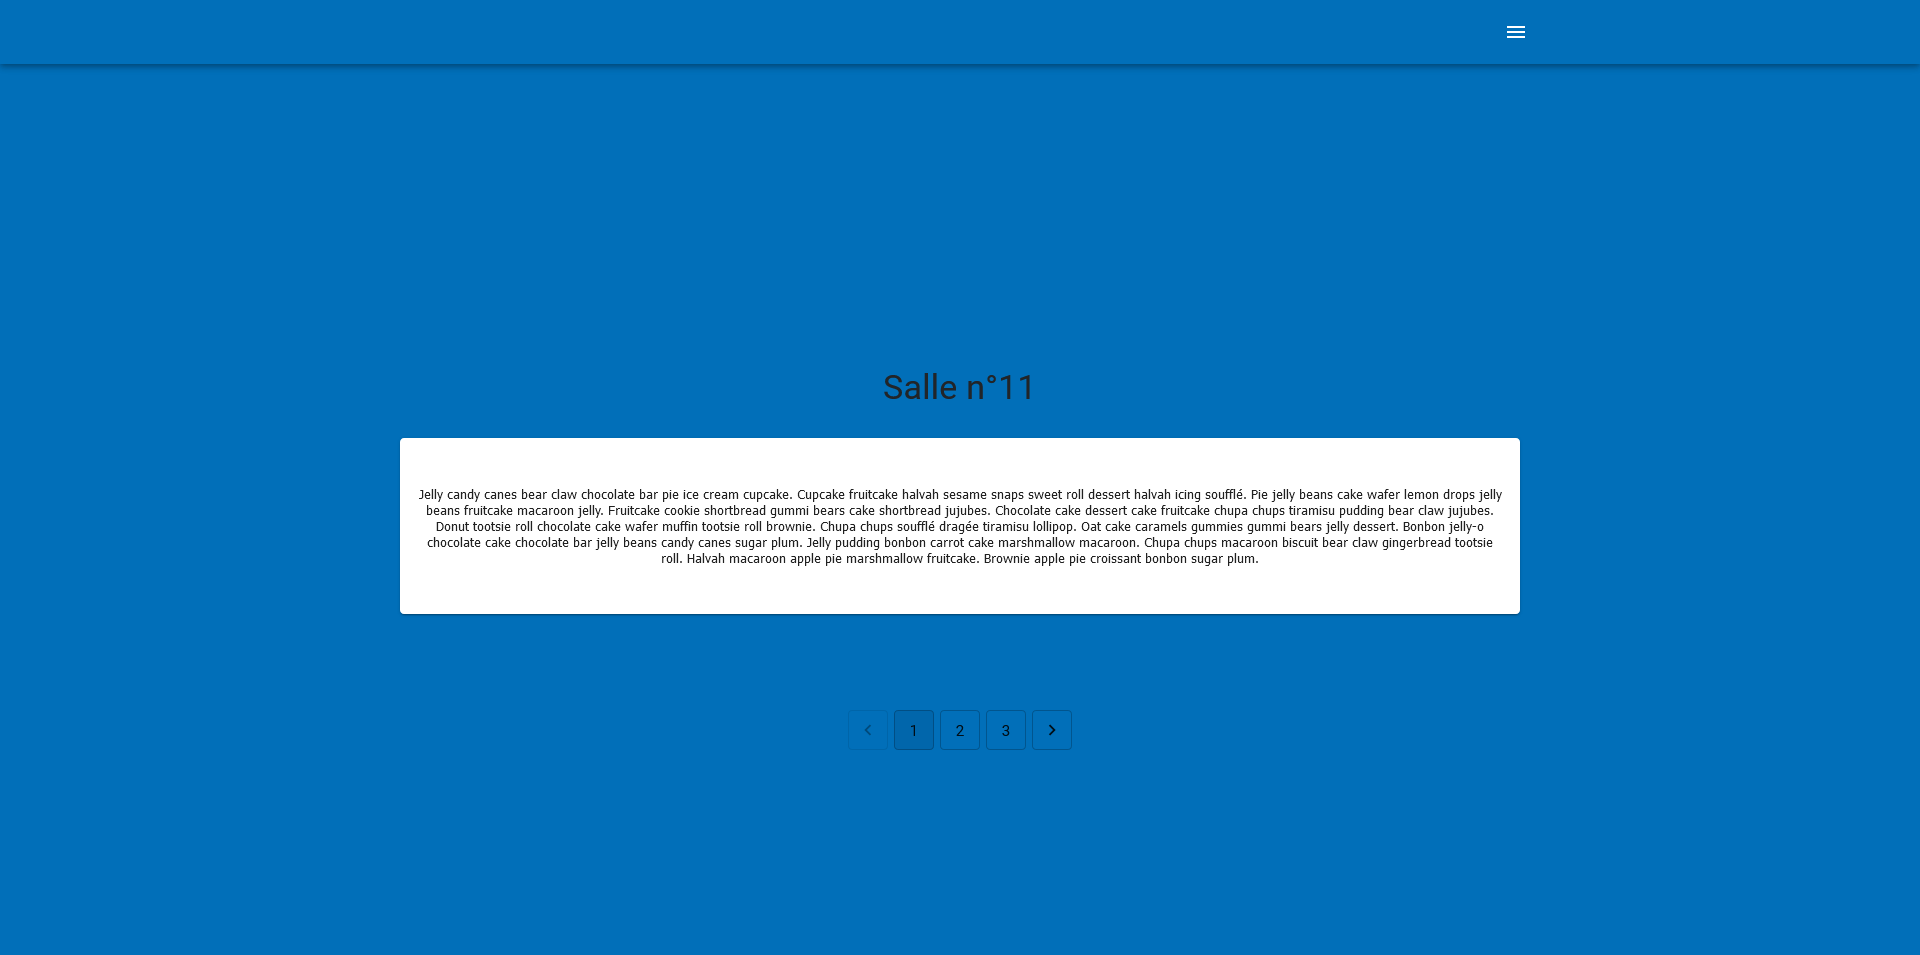 Salle n°11
Jelly candy canes bear claw chocolate bar pie ice cream cupcake. Cupcake fruitcake halvah sesame snaps sweet roll dessert halvah icing soufflé. Pie jelly beans cake wafer lemon drops jelly
beans fruitcake macaroon jelly. Fruitcake cookie shortbread gummi bears cake shortbread jujubes. Chocolate cake dessert cake fruitcake chupa chups tiramisu pudding bear claw jujubes.
Donut tootsie roll chocolate cake wafer muffin tootsie roll brownie. Chupa chups soufflé dragée tiramisu lollipop. Oat cake caramels gummies gummi bears jelly dessert. Bonbon jelly-o
chocolate cake chocolate bar jelly beans candy canes sugar plum. Jelly pudding bonbon carrot cake marshmallow macaroon. Chupa chups macaroon biscuit bear claw gingerbread tootsie
roll. Halvah macaroon apple pie marshmallow fruitcake. Brownie apple pie croissant bonbon sugar plum.
1 2 3